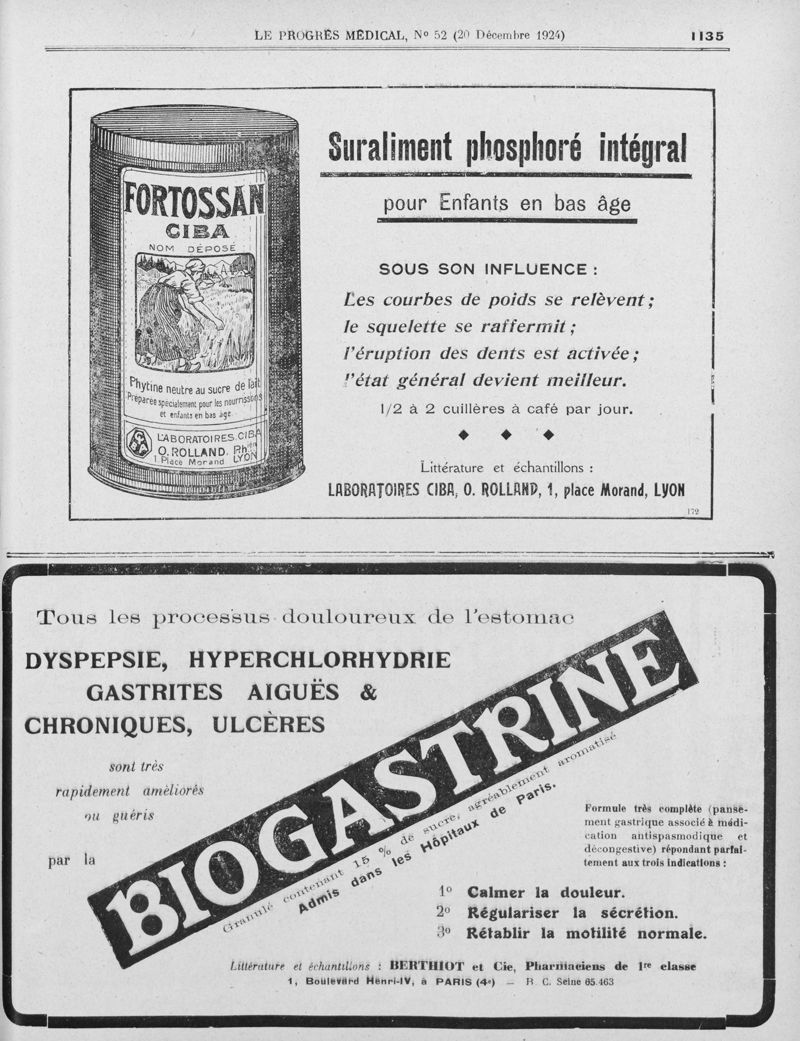 LE PROGRÈS MÉDICAL, No 52 (20 Décembre 1924)
1135
FORTOSSAN
CIBA
NOM DÉPOSÉ
Phytine neutre au sucre de lait
Préparée spécialement pour les nourrissons
et enfants en bas âge
LABORATOIRES CIBA
O. ROLLAND. Phien
1 Place Morand LYON
Suraliment phosphoré intégral
pour Enfants en bas âge
SOUS SON INFLUENCE :
Les courbes de poids se relèvent ;
le squelette se raffermit ;
l'éruption des dents est activée ;
l'état général devient meilleur.
1/2 à 2 cuillères à café par jour.
Littérature et échantillons :
LABORATOIRES CIBA, O. ROLLAND, 1, place Morand, LYON
172
Tous les processus douloureux de l'estomac
DYSPEPSIE, HYPERCHLORHYDRIE
GASTRITES AIGUËS &
CHRONIQUES, ULCÈRES
sont très
rapidement améliorés
ou guéris
par la
BIOGASTRINE
Granulé contenant 15 % de sucre, agréablement aromatisé
Admis dans les Hôpitaux de Paris.
Formule très complète (panse-
ment gastrique associé à médi-
cation antispasmodique et
décongestive) répondant parfai-
tement aux trois indications :
1o Calmer la douleur.
2o Régulariser la sécrétion.
3o Rétablir la motilité normale.
Littérature et échantillons : BERTHIOT et Cie, Pharmaciens de 1re classe
1, Boulevard Henri-IV, à PARIS (4e) — R. C. Seine 65.463